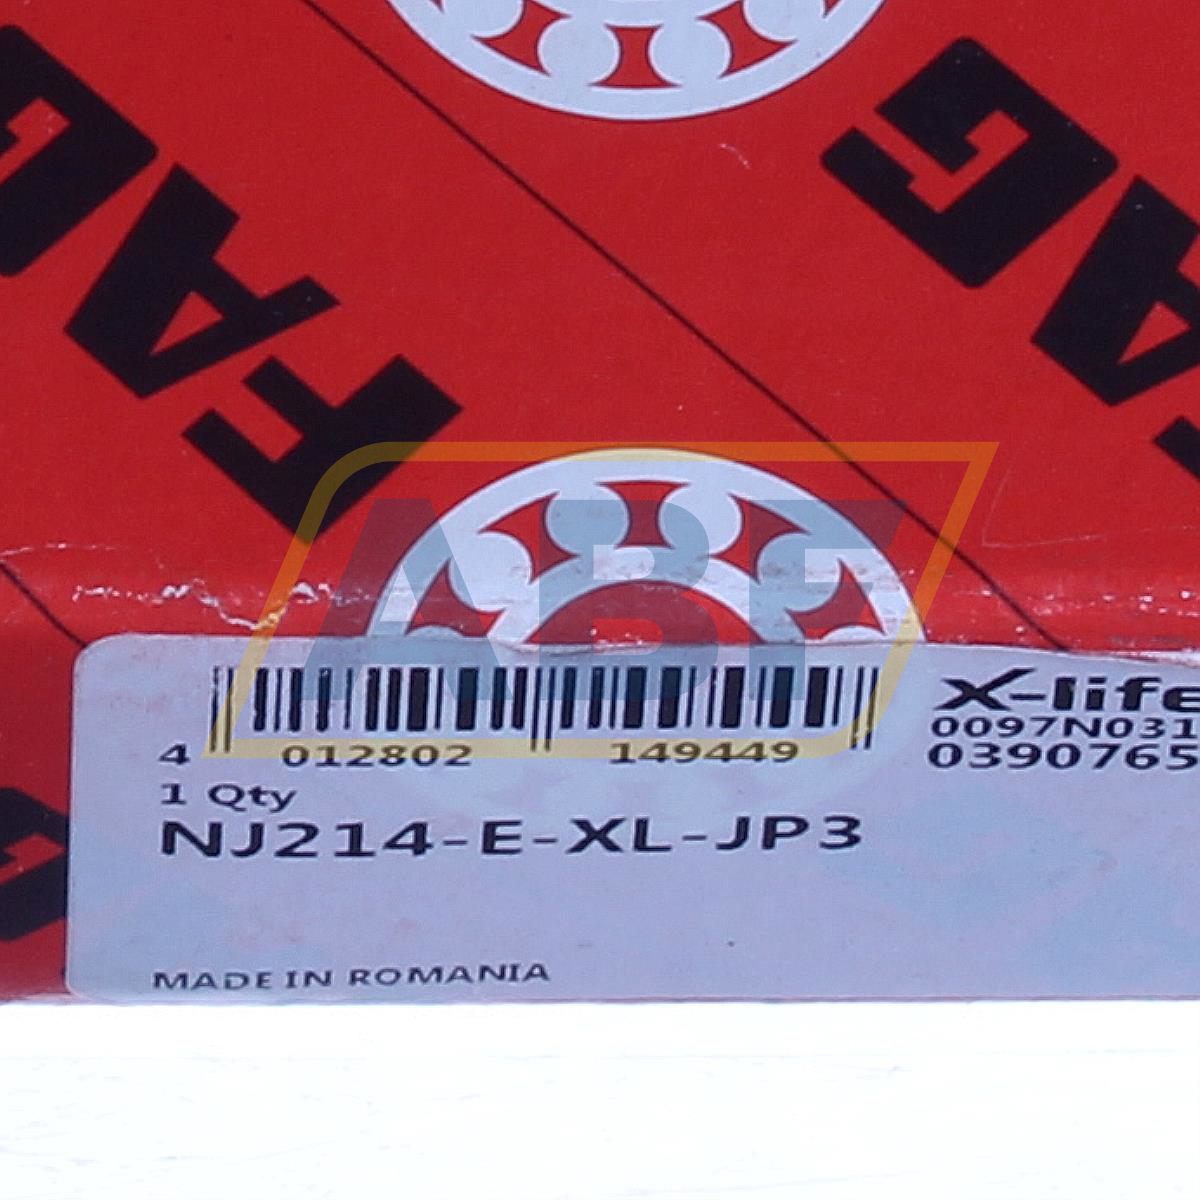 FAG
FAG
ABF
X-life
4 012802 149449
0097N031
0390765
1 Qty
NJ214-E-XL-JP3
MADE IN ROMANIA